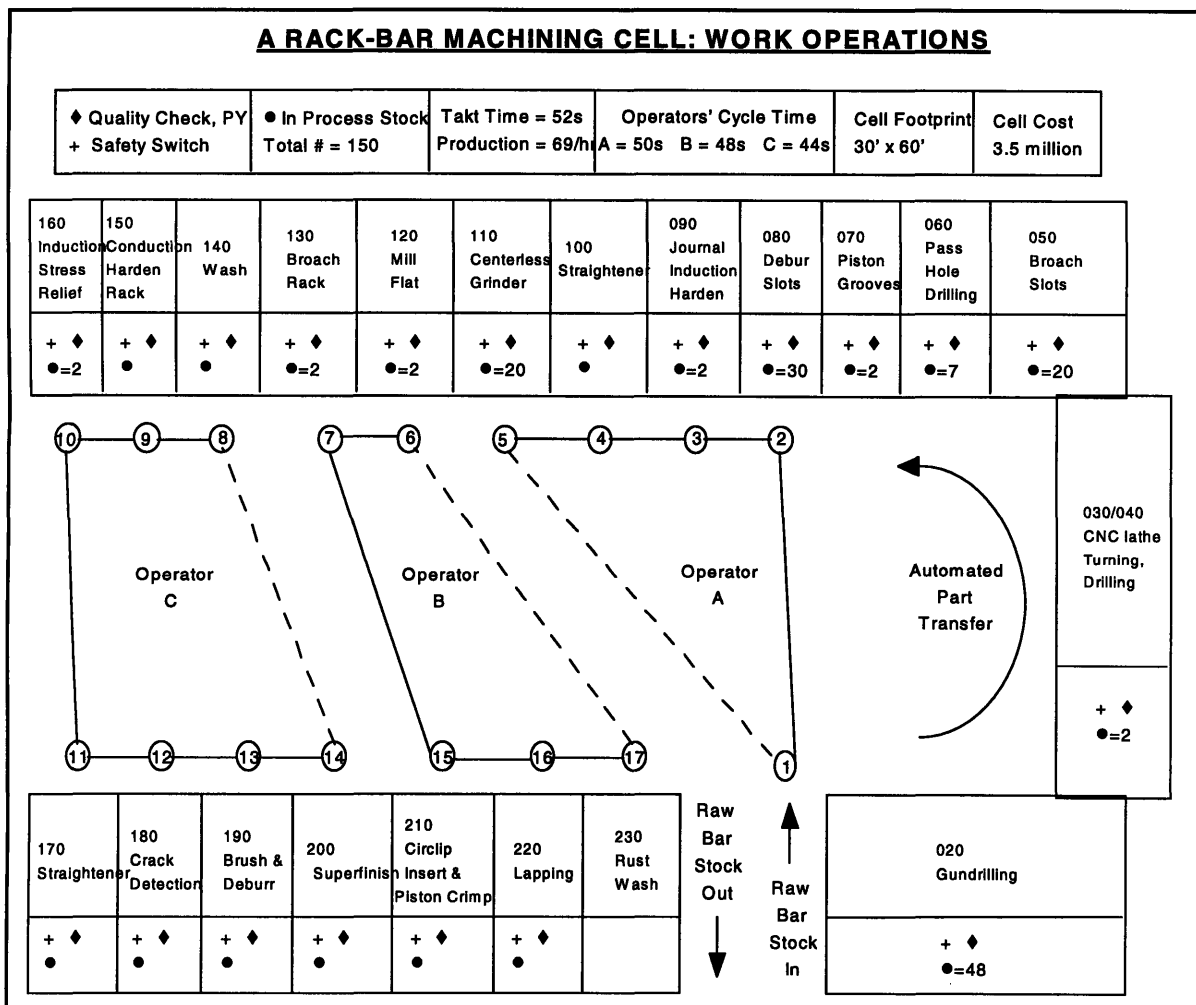 A RACK-BAR MACHINING CELL: WORK OPERATIONS
♦ Quality Check, PY
+ Safety Switch
● In Process Stock
Total # = 150
Takt Time = 52s
Production = 69/hr
Operators' Cycle Time
A = 50s B = 48s C = 44s
Cell Footprint
30' x 60'
Cell Cost
3.5 million
160
Induction
Stress
Relief
+ ♦
●=2
150
Conduction
Harden
Rack
+ ♦
●
140
Wash
+ ♦
●
130
Broach
Rack
+ ♦
●=2
120
Mill
Flat
+ ♦
●=2
110
Centerless
Grinder
+ ♦
●=20
100
Straightener
+ ♦
●
090
Journal
Induction
Harden
+ ♦
●=2
080
Debur
Slots
+ ♦
●=30
070
Piston
Grooves
+ ♦
●=2
060
Pass
Hole
Drilling
+ ♦
●=7
050
Broach
Slots
+ ♦
●=20
10 9 8 7 6 5 4 3 2
Operator
C
Operator
B
Operator
A
Automated
Part
Transfer
030/040
CNC lathe
Turning,
Drilling
+ ♦
●=2
11 12 13 14 15 16 17 1
170
Straightener
+ ♦
●
180
Crack
Detection
+ ♦
●
190
Brush &
Deburr
+ ♦
●
200
Superfinish
+ ♦
●
210
Circlip
Insert &
Piston Crimp
+ ♦
●
220
Lapping
+ ♦
●
230
Rust
Wash
Raw
Bar
Stock
Out
Raw
Bar
Stock
In
020
Gundrilling
+ ♦
●=48